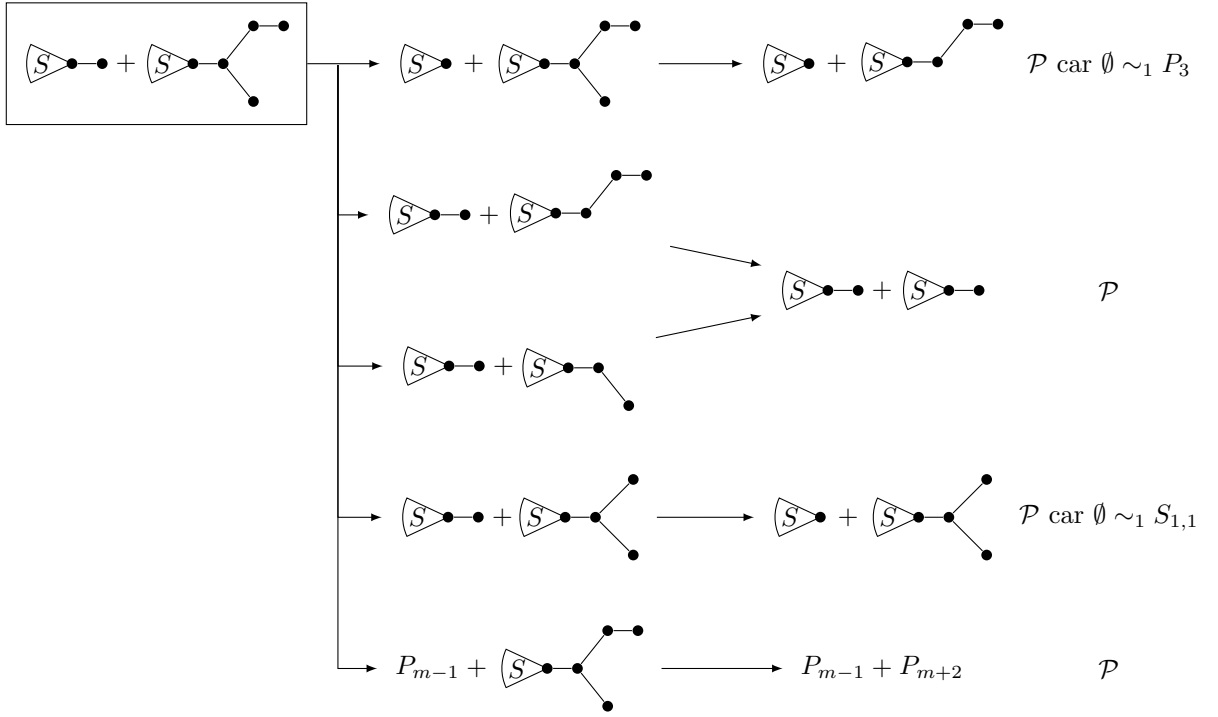 S + S S + S S + S 𝒫 car ∅ ∼₁ P₃
S + S
S + S 𝒫
S + S
S + S S + S 𝒫 car ∅ ∼₁ S₁,₁
Pₘ₋₁ + S Pₘ₋₁ + Pₘ₊₂ 𝒫